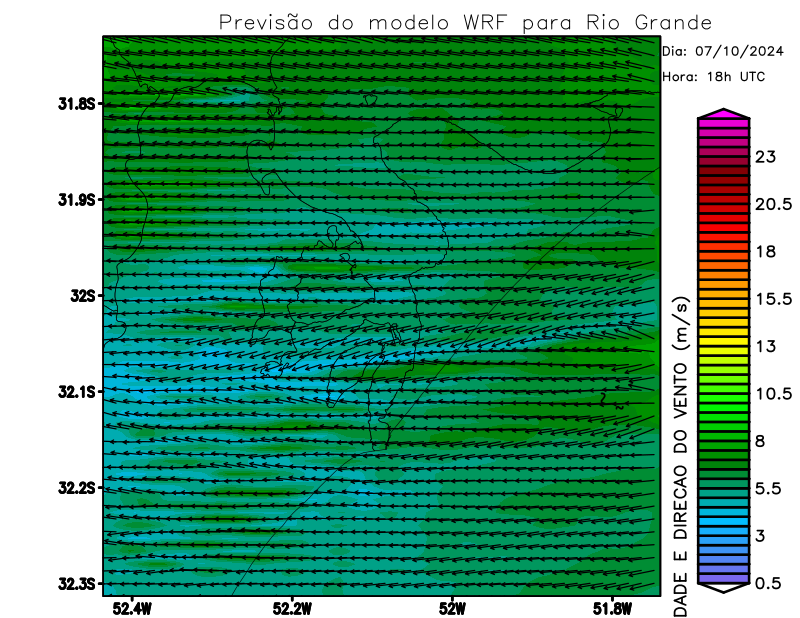 Previsão do modelo WRF para Rio Grande
Dia: 07/10/2024
Hora: 18h UTC
31.8S
31.9S
32S
32.1S
32.2S
32.3S
52.4W
52.2W
52W
51.8W
23
20.5
18
15.5
13
10.5
8
5.5
3
0.5
DADE E DIRECAO DO VENTO (m/s)